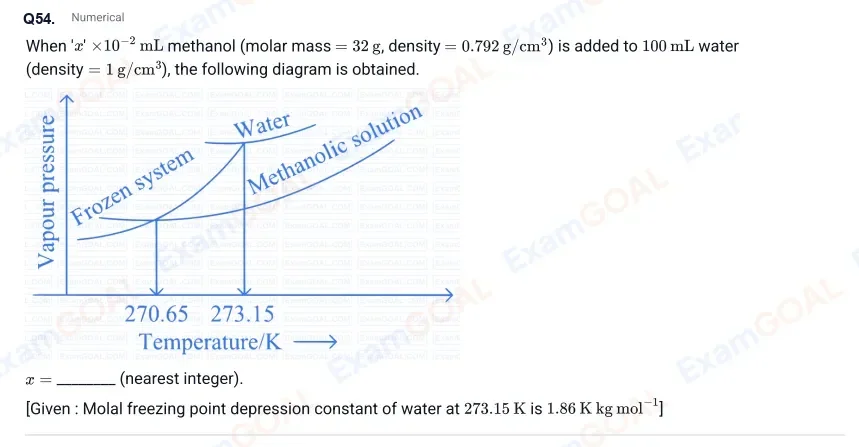 Q54. Numerical
When 'x' ×10⁻² mL methanol (molar mass = 32 g, density = 0.792 g/cm³) is added to 100 mL water
(density = 1 g/cm³), the following diagram is obtained.
Vapour pressure
Frozen system
Water
Methanolic solution
270.65 273.15
Temperature/K ⟶
x = ________ (nearest integer).
[Given : Molal freezing point depression constant of water at 273.15 K is 1.86 K kg mol⁻¹]
ExamGOAL